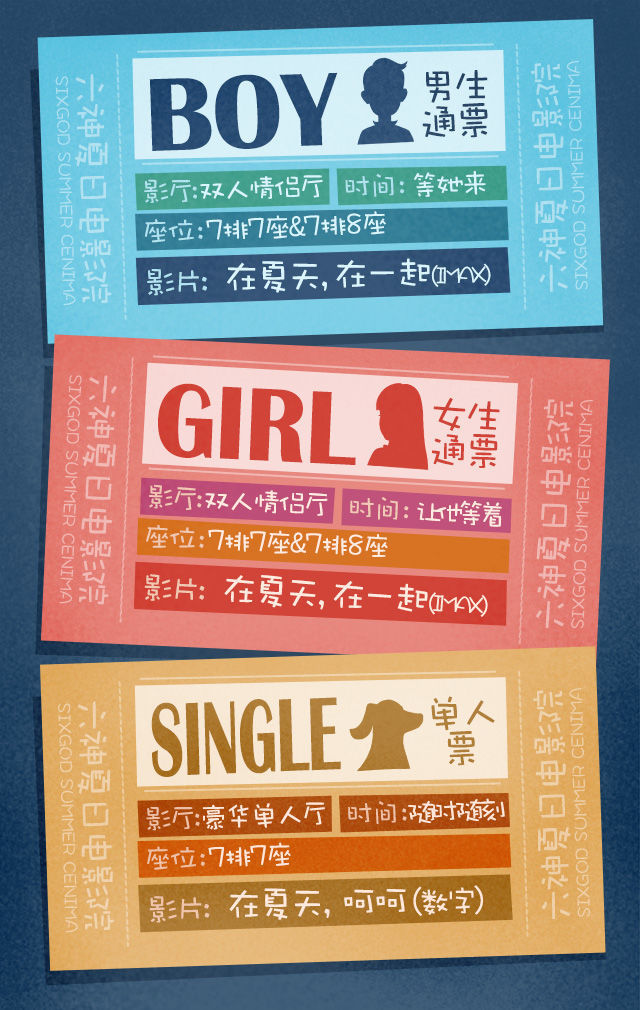 六神夏日电影院
SIXGOD SUMMER CENIMA
BOY
男生
通票
影厅:双人情侣厅
时间:等她来
座位:7排7座&7排8座
影片:在夏天,在一起(IMAX)
六神夏日电影院
SIXGOD SUMMER CENIMA
六神夏日电影院
SIXGOD SUMMER CENIMA
GIRL
女生
通票
影厅:双人情侣厅
时间:让他等着
座位:7排7座&7排8座
影片:在夏天,在一起(IMAX)
六神夏日电影院
SIXGOD SUMMER CENIMA
六神夏日电影院
SIXGOD SUMMER CENIMA
SINGLE
单人
票
影厅:豪华单人厅
时间:随时随刻
座位:7排7座
影片:在夏天,呵呵(数字)
六神夏日电影院
SIXGOD SUMMER CENIMA